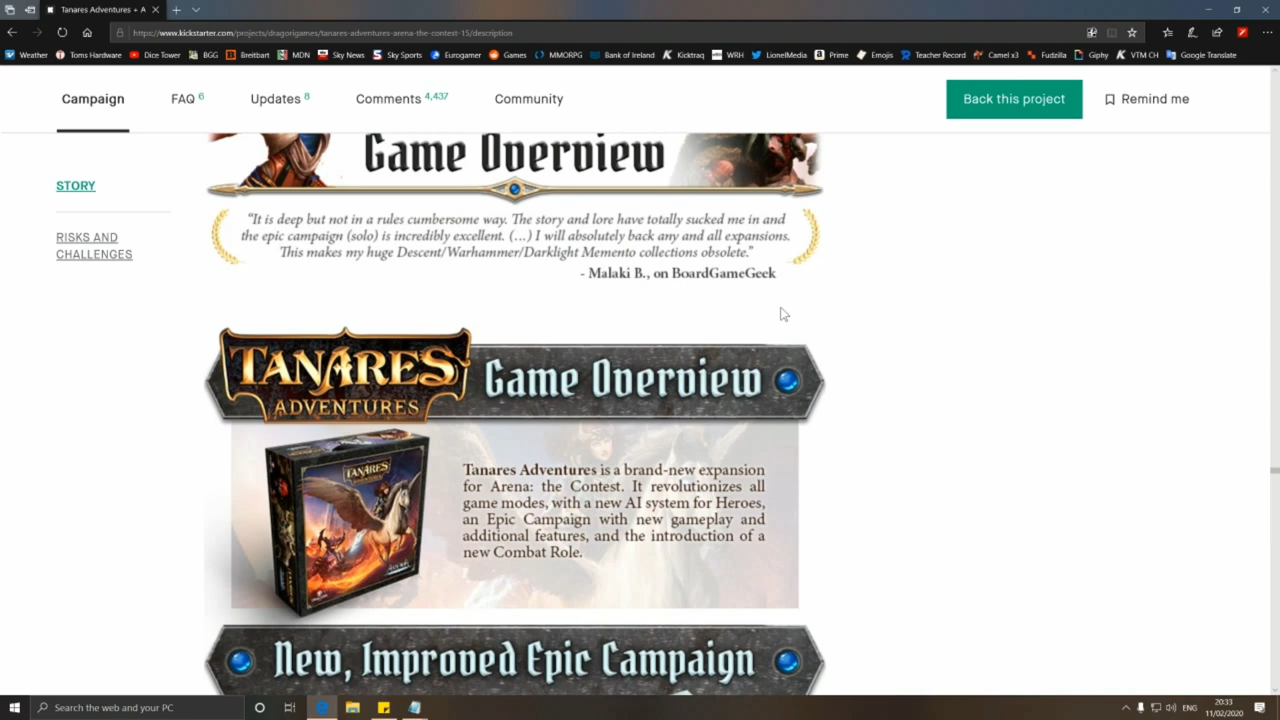 Tanares Adventures + A
https://www.kickstarter.com/projects/dragorigames/tanares-adventures-arena-the-contest-15/description
Weather Toms Hardware Dice Tower BGG Breitbart MDN Sky News Sky Sports Eurogamer Games MMORPG Bank of Ireland Kicktraq WRH LionelMedia Prime Emojis Teacher Record Camel x3 Fudzilla Giphy VTM CH Google Translate
Campaign FAQ 6 Updates 8 Comments 4,437 Community Back this project Remind me
Game Overview
STORY
RISKS AND
CHALLENGES
“It is deep but not in a rules cumbersome way. The story and lore have totally sucked me in and
the epic campaign (solo) is incredibly excellent. (...) I will absolutely back any and all expansions.
This makes my huge Descent/Warhammer/Darklight Memento collections obsolete.”
- Malaki B., on BoardGameGeek
TANARES
ADVENTURES
Game Overview
TANARES
Tanares Adventures is a brand-new expansion
for Arena: the Contest. It revolutionizes all
game modes, with a new AI system for Heroes,
an Epic Campaign with new gameplay and
additional features, and the introduction of a
new Combat Role.
New, Improved Epic Campaign
Search the web and your PC
ENG
20:33
11/02/2020